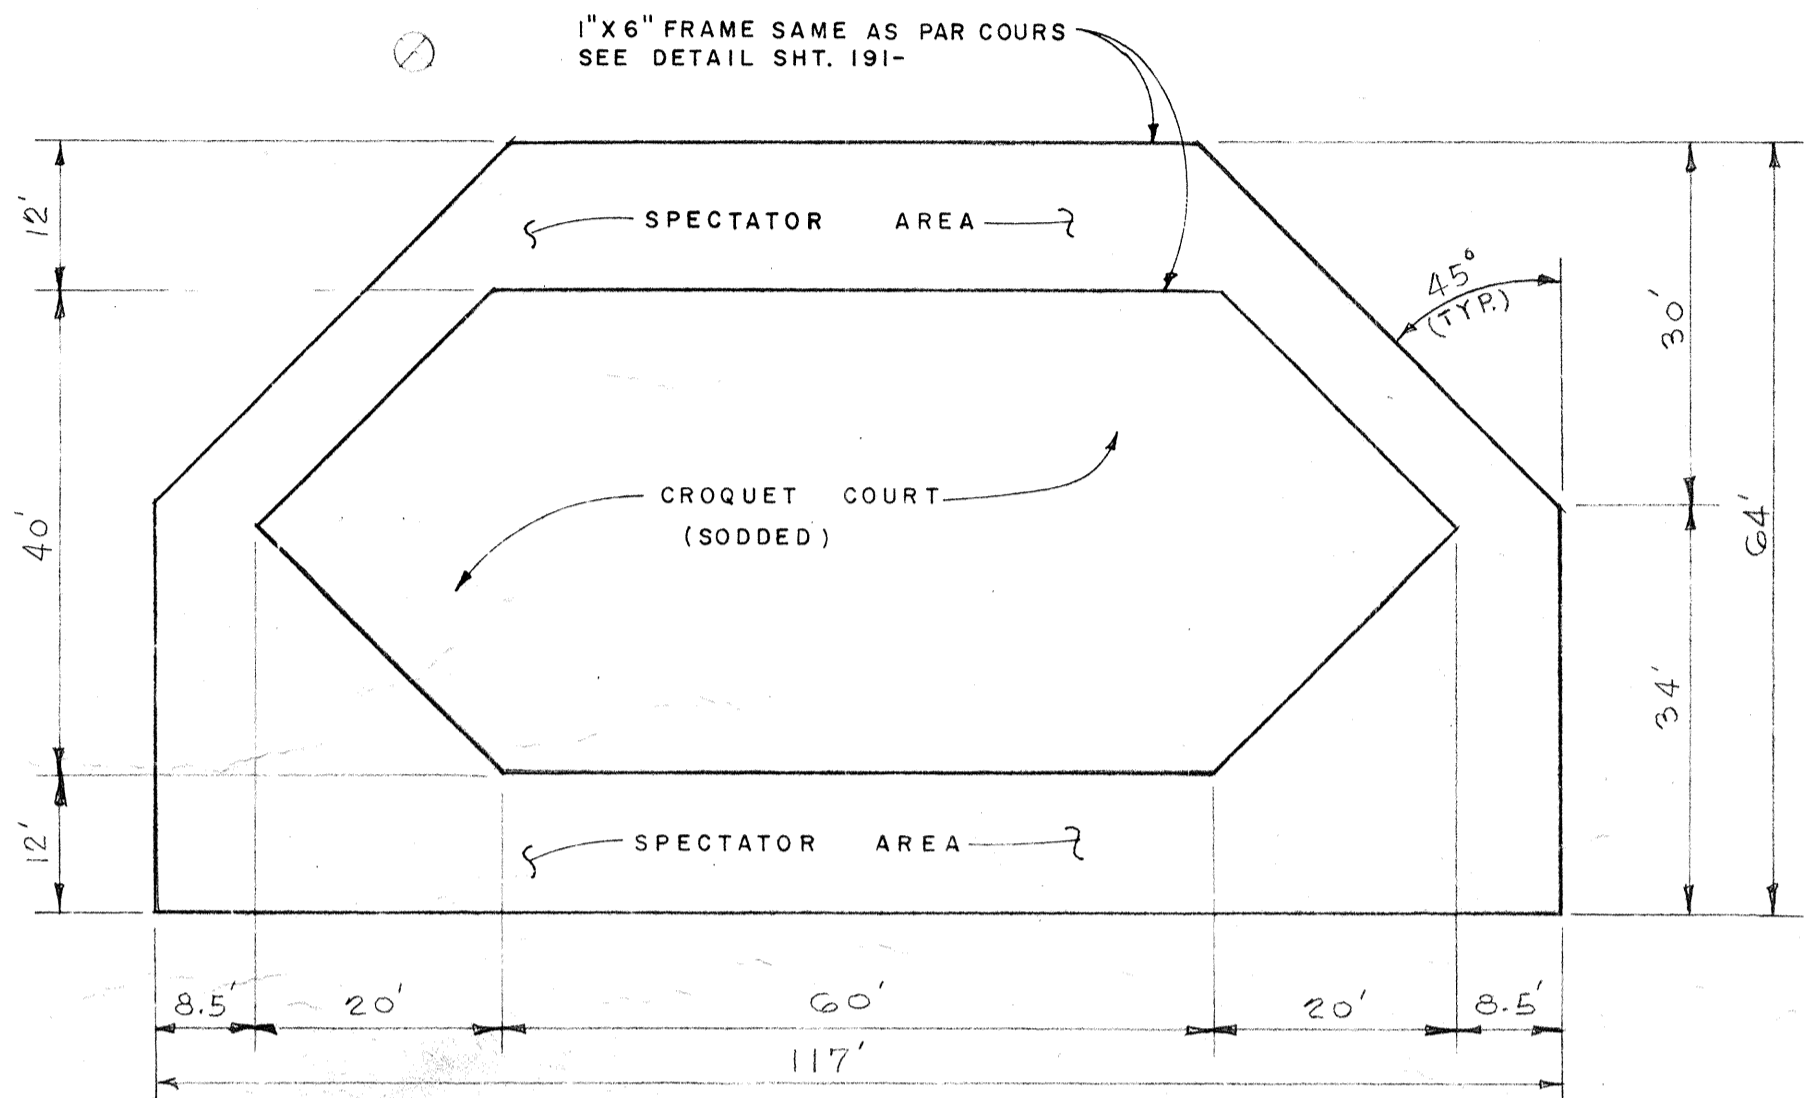 1"X6" FRAME SAME AS PAR COURS
SEE DETAIL SHT. 191-
12'
SPECTATOR AREA
45°
(TYP.)
30'
40'
CROQUET COURT
(SODDED)
64'
34'
12'
SPECTATOR AREA
8.5'
20'
60'
20'
8.5'
117'